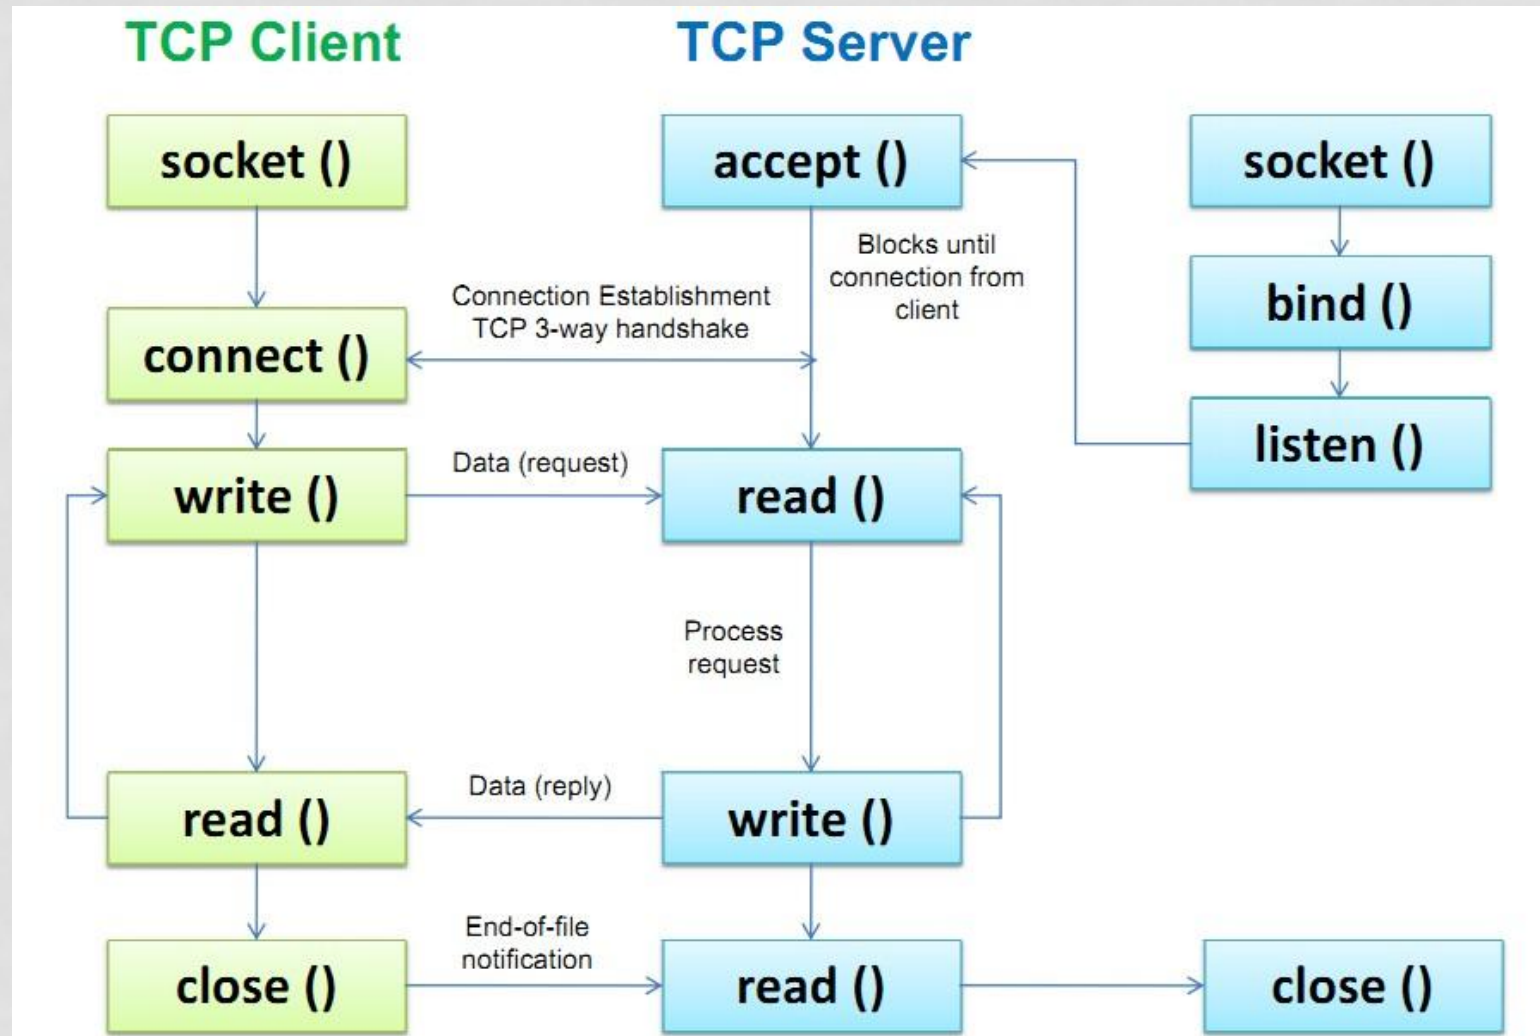 TCP Client
TCP Server
socket ()
accept ()
socket ()
Blocks until
connection from
client
bind ()
Connection Establishment
TCP 3-way handshake
connect ()
listen ()
write ()
Data (request)
read ()
Process
request
read ()
Data (reply)
write ()
End-of-file
notification
close ()
read ()
close ()